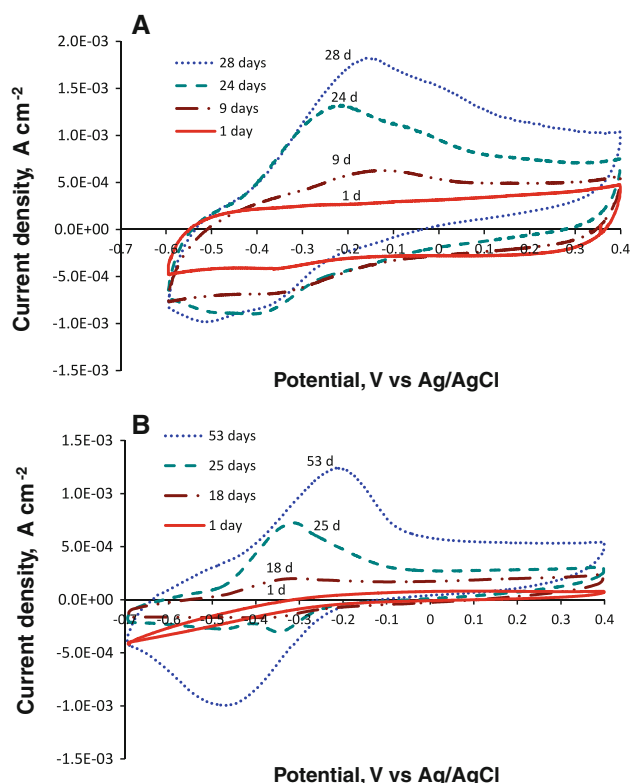 A
2.0E-03
1.5E-03
1.0E-03
5.0E-04
0.0E+00
-5.0E-04
-1.0E-03
-1.5E-03
Current density, A cm-2
28 days
24 days
9 days
1 day
28 d
24 d
9 d
1 d
-0.7 -0.6 -0.5 -0.4 -0.3 -0.2 -0.1 0 0.1 0.2 0.3 0.4
Potential, V vs Ag/AgCl
B
1.5E-03
1.0E-03
5.0E-04
0.0E+00
-5.0E-04
-1.0E-03
-1.5E-03
Current density, A cm-2
53 days
25 days
18 days
1 day
53 d
25 d
18 d
1 d
-0.7 -0.6 -0.5 -0.4 -0.3 -0.2 -0.1 0 0.1 0.2 0.3 0.4
Potential, V vs Ag/AgCl